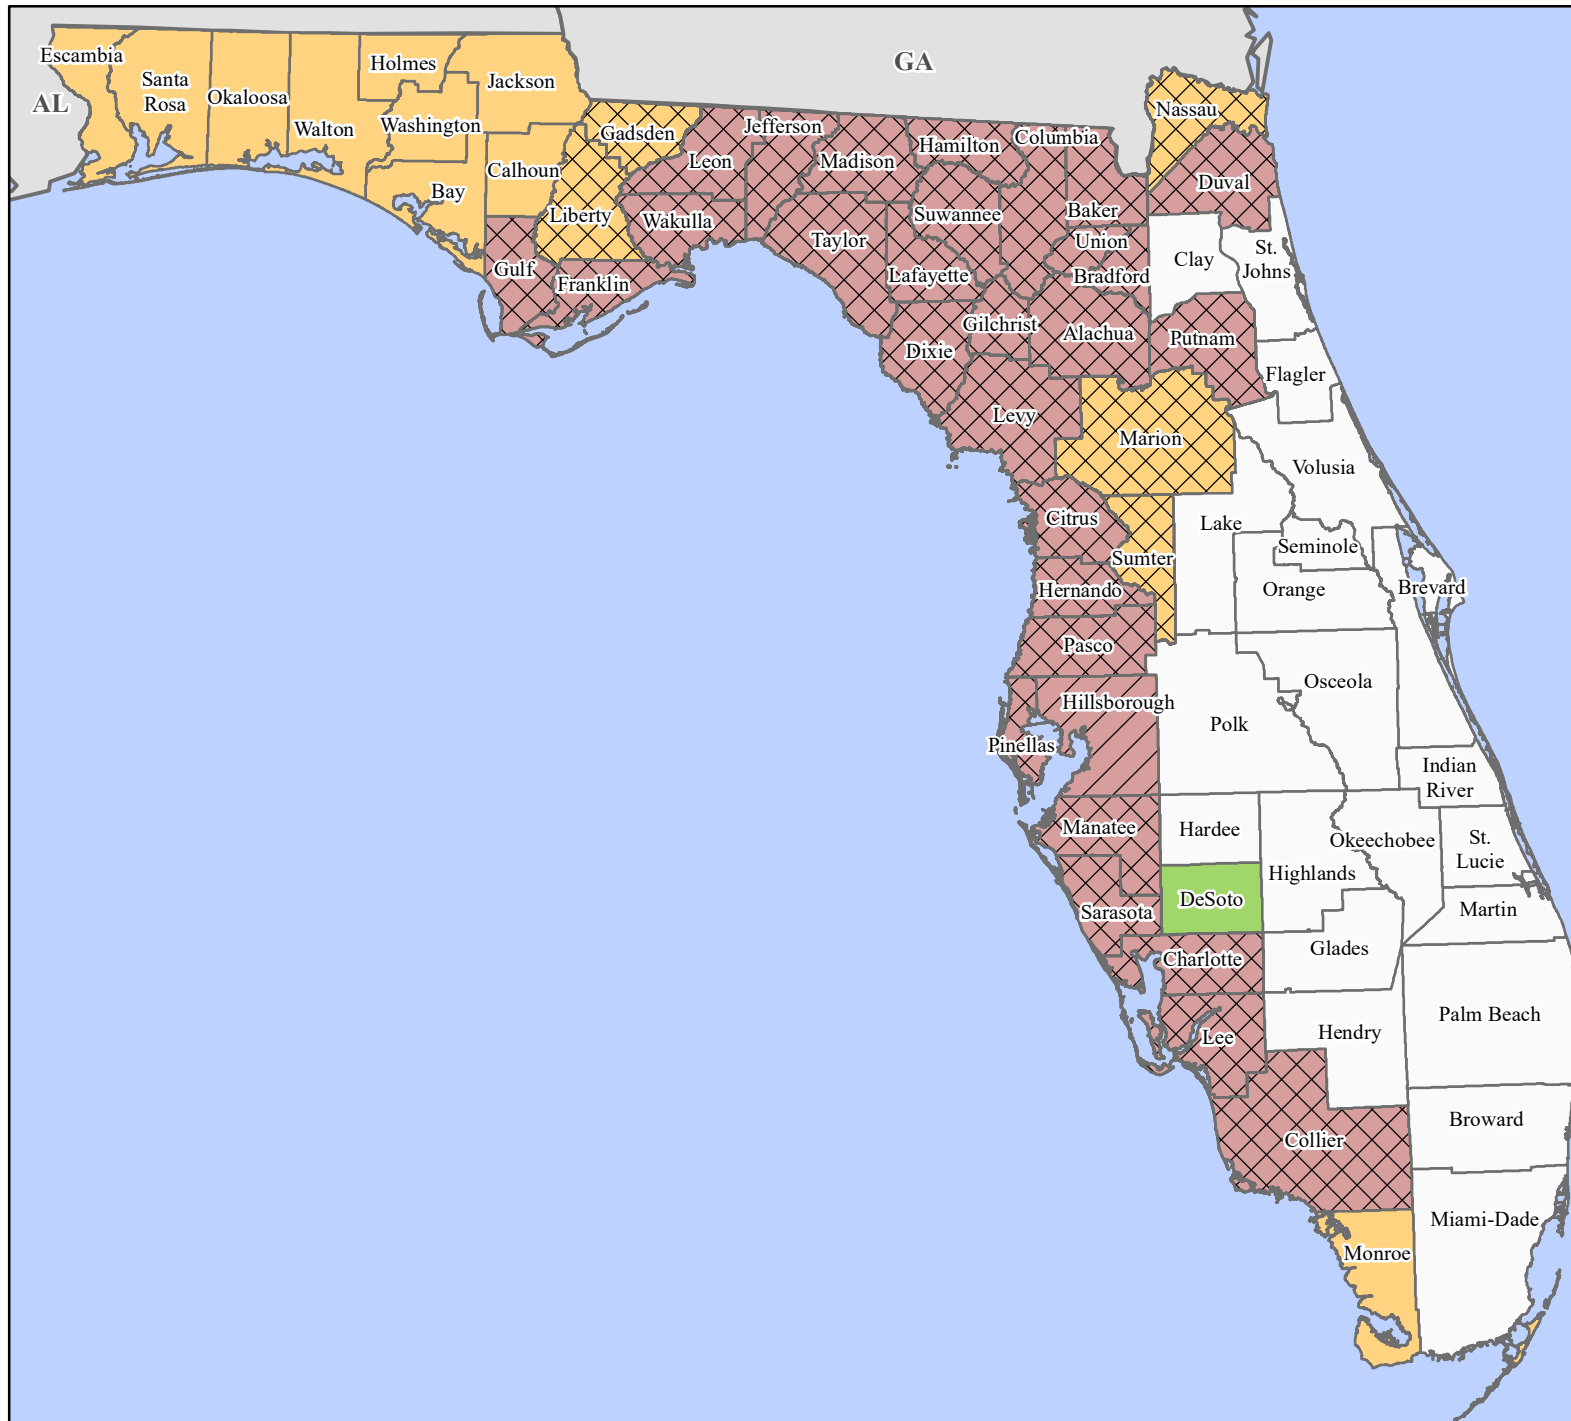 GA
AL
Escambia
Santa
Rosa
Okaloosa
Walton
Holmes
Washington
Jackson
Bay
Calhoun
Gulf
Gadsden
Liberty
Franklin
Leon
Wakulla
Jefferson
Madison
Taylor
Hamilton
Suwannee
Lafayette
Columbia
Baker
Union
Bradford
Nassau
Duval
Clay
St.
Johns
Gilchrist
Dixie
Alachua
Putnam
Flagler
Levy
Marion
Volusia
Citrus
Sumter
Lake
Seminole
Orange
Brevard
Hernando
Pasco
Hillsborough
Pinellas
Polk
Osceola
Indian
River
Manatee
Hardee
Highlands
Okeechobee
St.
Lucie
Sarasota
DeSoto
Martin
Charlotte
Glades
Lee
Hendry
Palm Beach
Collier
Broward
Miami-Dade
Monroe